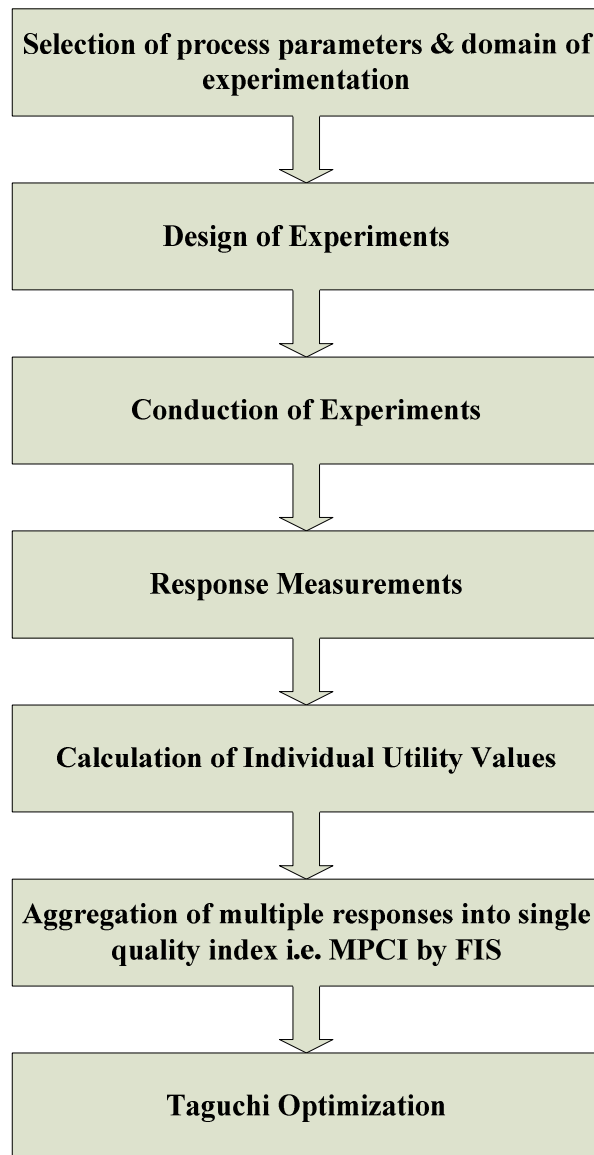 Selection of process parameters & domain of
experimentation
Design of Experiments
Conduction of Experiments
Response Measurements
Calculation of Individual Utility Values
Aggregation of multiple responses into single
quality index i.e. MPCI by FIS
Taguchi Optimization